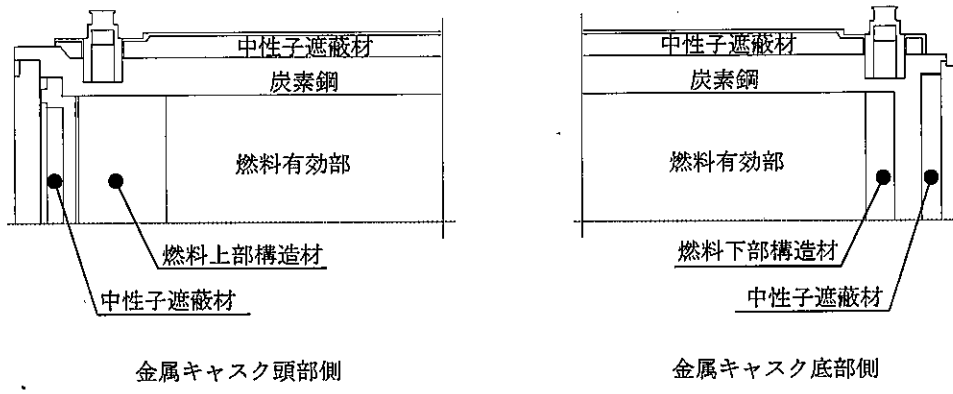 中性子遮蔽材
炭素鋼
燃料有効部
燃料上部構造材
中性子遮蔽材
金属キャスク頭部側
中性子遮蔽材
炭素鋼
燃料有効部
燃料下部構造材
中性子遮蔽材
金属キャスク底部側